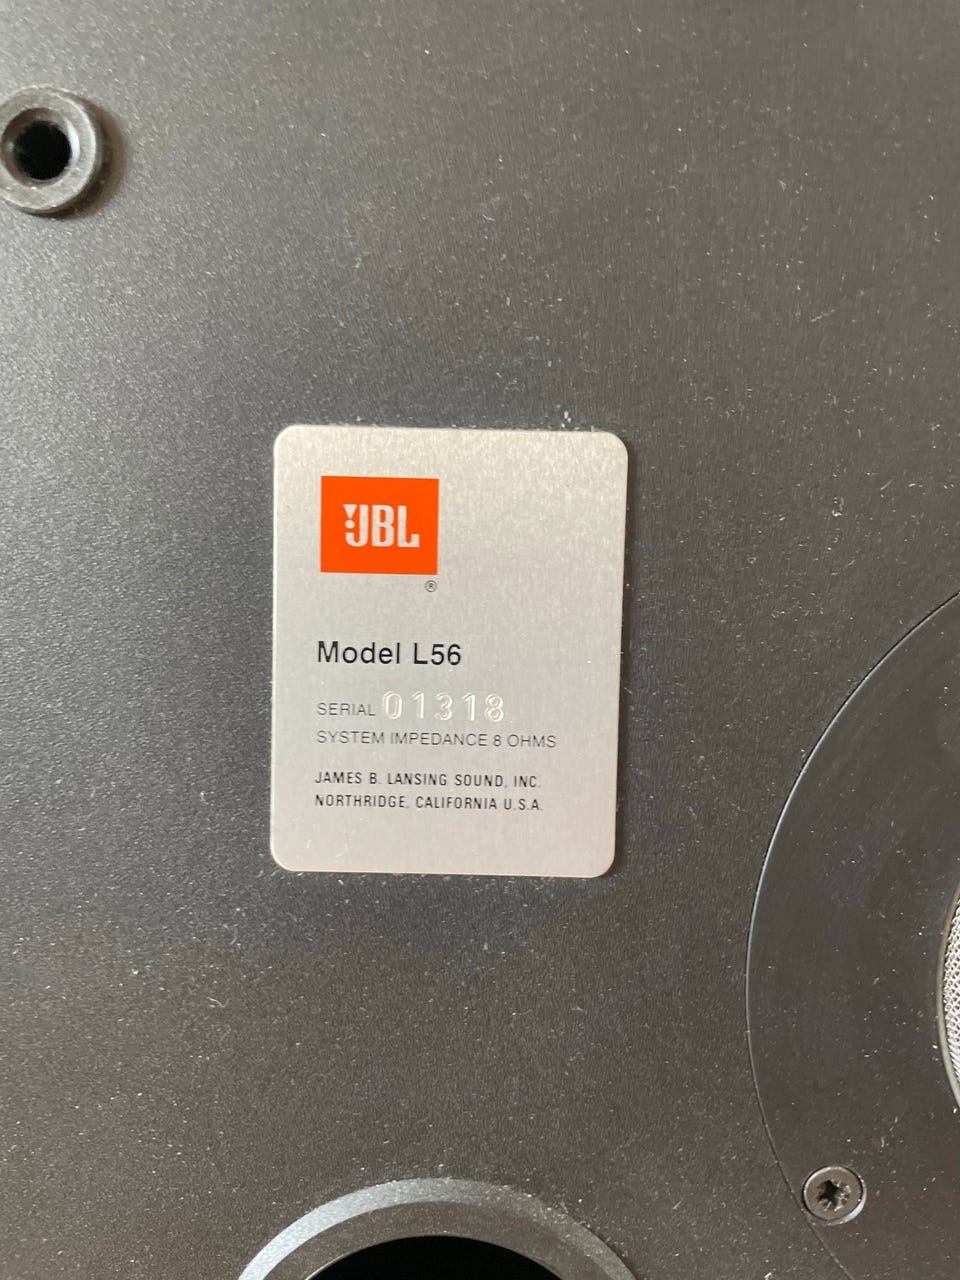 JBL
®
Model L56
SERIAL 01318
SYSTEM IMPEDANCE 8 OHMS
JAMES B. LANSING SOUND, INC.
NORTHRIDGE, CALIFORNIA U.S.A.